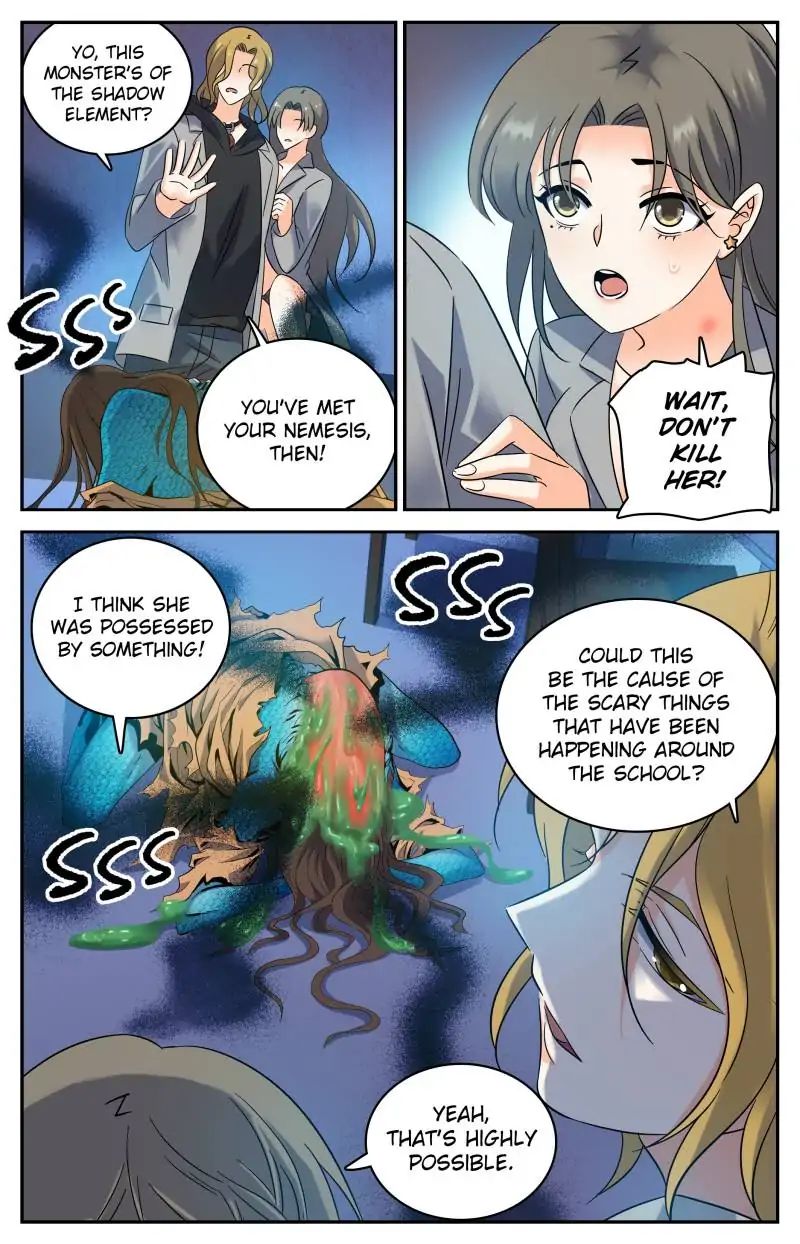 YO, THIS
MONSTER'S OF
THE SHADOW
ELEMENT?
SSS
YOU'VE MET
YOUR NEMESIS,
THEN!
WAIT,
DON'T
KILL
HER!
I THINK SHE
WAS POSSESSED
BY SOMETHING!
SSS
COULD THIS
BE THE CAUSE OF
THE SCARY THINGS
THAT HAVE BEEN
HAPPENING AROUND
THE SCHOOL?
SSS
YEAH,
THAT'S HIGHLY
POSSIBLE.